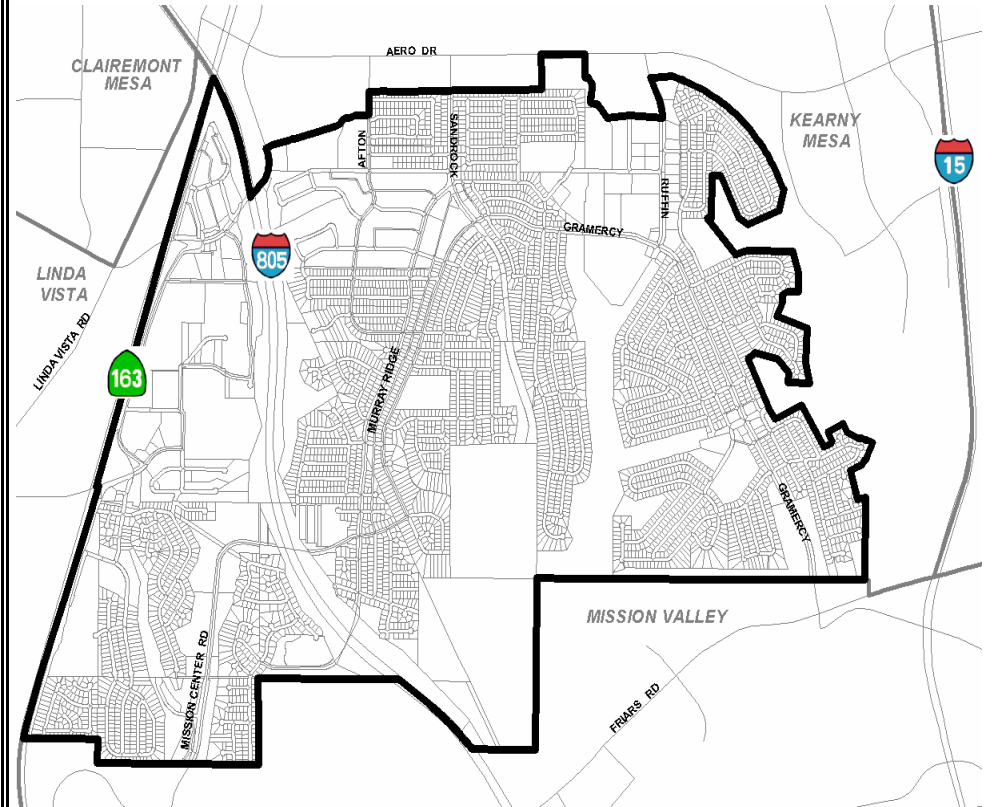 AERO DR
CLAIREMONT
MESA
KEARNY
MESA
AFTON
SANDROCK
15
RUFFIN
GRAMERCY
805
LINDA
VISTA
LINDA VISTA RD
163
MURRAY RIDGE
GRAMERCY
MISSION VALLEY
MISSION CENTER RD
FRIARS RD